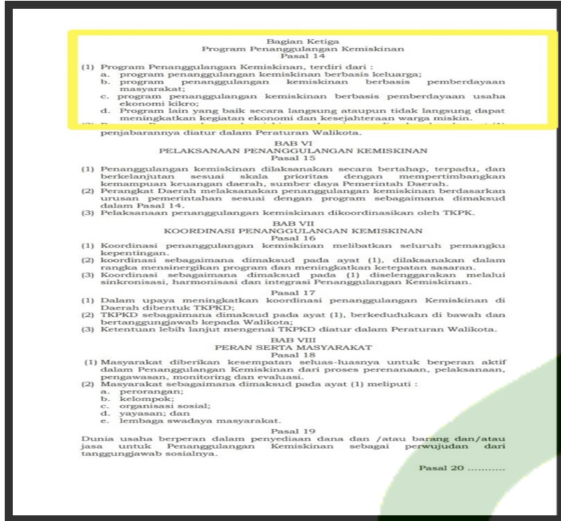 Bagian Ketiga
Program Penanggulangan Kemiskinan
Pasal 14
(1) Program Penanggulangan Kemiskinan, terdiri dari :
a. program penanggulangan kemiskinan berbasis keluarga;
b. program penanggulangan kemiskinan berbasis pemberdayaan
masyarakat;
c. program penanggulangan kemiskinan berbasis pemberdayaan usaha
ekonomi kikro;
d. Program lain yang baik secara langsung ataupun tidak langsung dapat
meningkatkan kegiatan ekonomi dan kesejahteraan warga miskin.
penjabarannya diatur dalam Peraturan Walikota.
BAB VI
PELAKSANAAN PENANGGULANGAN KEMISKINAN
Pasal 15
(1) Penanggulangan kemiskinan dilaksanakan secara bertahap, terpadu, dan
berkelanjutan sesuai skala prioritas dengan mempertimbangkan
kemampuan keuangan daerah, sumber daya Pemerintah Daerah.
(2) Perangkat Daerah melaksanakan penanggulangan kemiskinan berdasarkan
urusan pemerintahan sesuai dengan program sebagaimana dimaksud
dalam Pasal 14.
(3) Pelaksanaan penanggulangan kemiskinan dikoordinasikan oleh TKPK.
BAB VII
KOORDINASI PENANGGULANGAN KEMISKINAN
Pasal 16
(1) Koordinasi penanggulangan kemiskinan melibatkan seluruh pemangku
kepentingan.
(2) koordinasi sebagaimana dimaksud pada ayat (1), dilaksanakan dalam
rangka mensinergikan program dan meningkatkan ketepatan sasaran.
(3) Koordinasi sebagaimana dimaksud pada (1) diselenggarakan melalui
sinkronisasi, harmonisasi dan integrasi Penanggulangan Kemiskinan.
Pasal 17
(1) Dalam upaya meningkatkan koordinasi penanggulangan Kemiskinan di
Daerah dibentuk TKPKD;
(2) TKPKD sebagaimana dimaksud pada ayat (1), berkedudukan di bawah dan
bertanggungjawab kepada Walikota;
(3) Ketentuan lebih lanjut mengenai TKPKD diatur dalam Peraturan Walikota.
BAB VIII
PERAN SERTA MASYARAKAT
Pasal 18
(1) Masyarakat diberikan kesempatan seluas-luasnya untuk berperan aktif
dalam Penanggulangan Kemiskinan dari proses perenanaan, pelaksanaan,
pengawasan, monitoring dan evaluasi.
(2) Masyarakat sebagaimana dimaksud pada ayat (1) meliputi :
a. perorangan;
b. kelompok;
c. organisasi sosial;
d. yayasan; dan
e. lembaga swadaya masyarakat.
Pasal 19
Dunia usaha berperan dalam penyediaan dana dan /atau barang dan/atau
jasa untuk Penanggulangan Kemiskinan sebagai perwujudan dari
tanggungjawab sosialnya.
Pasal 20 ...........